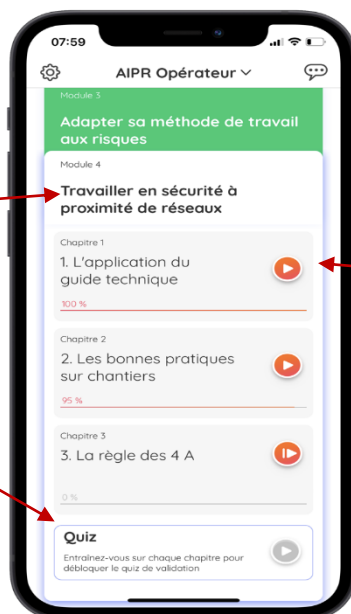 07:59
AIPR Opérateur
Module 3
Adapter sa méthode de travail
aux risques
Module 4
Travailler en sécurité à
proximité de réseaux
Chapitre 1
1. L'application du
guide technique
100 %
Chapitre 2
2. Les bonnes pratiques
sur chantiers
95 %
Chapitre 3
3. La règle des 4 A
0 %
Quiz
Entraînez-vous sur chaque chapitre pour
débloquer le quiz de validation